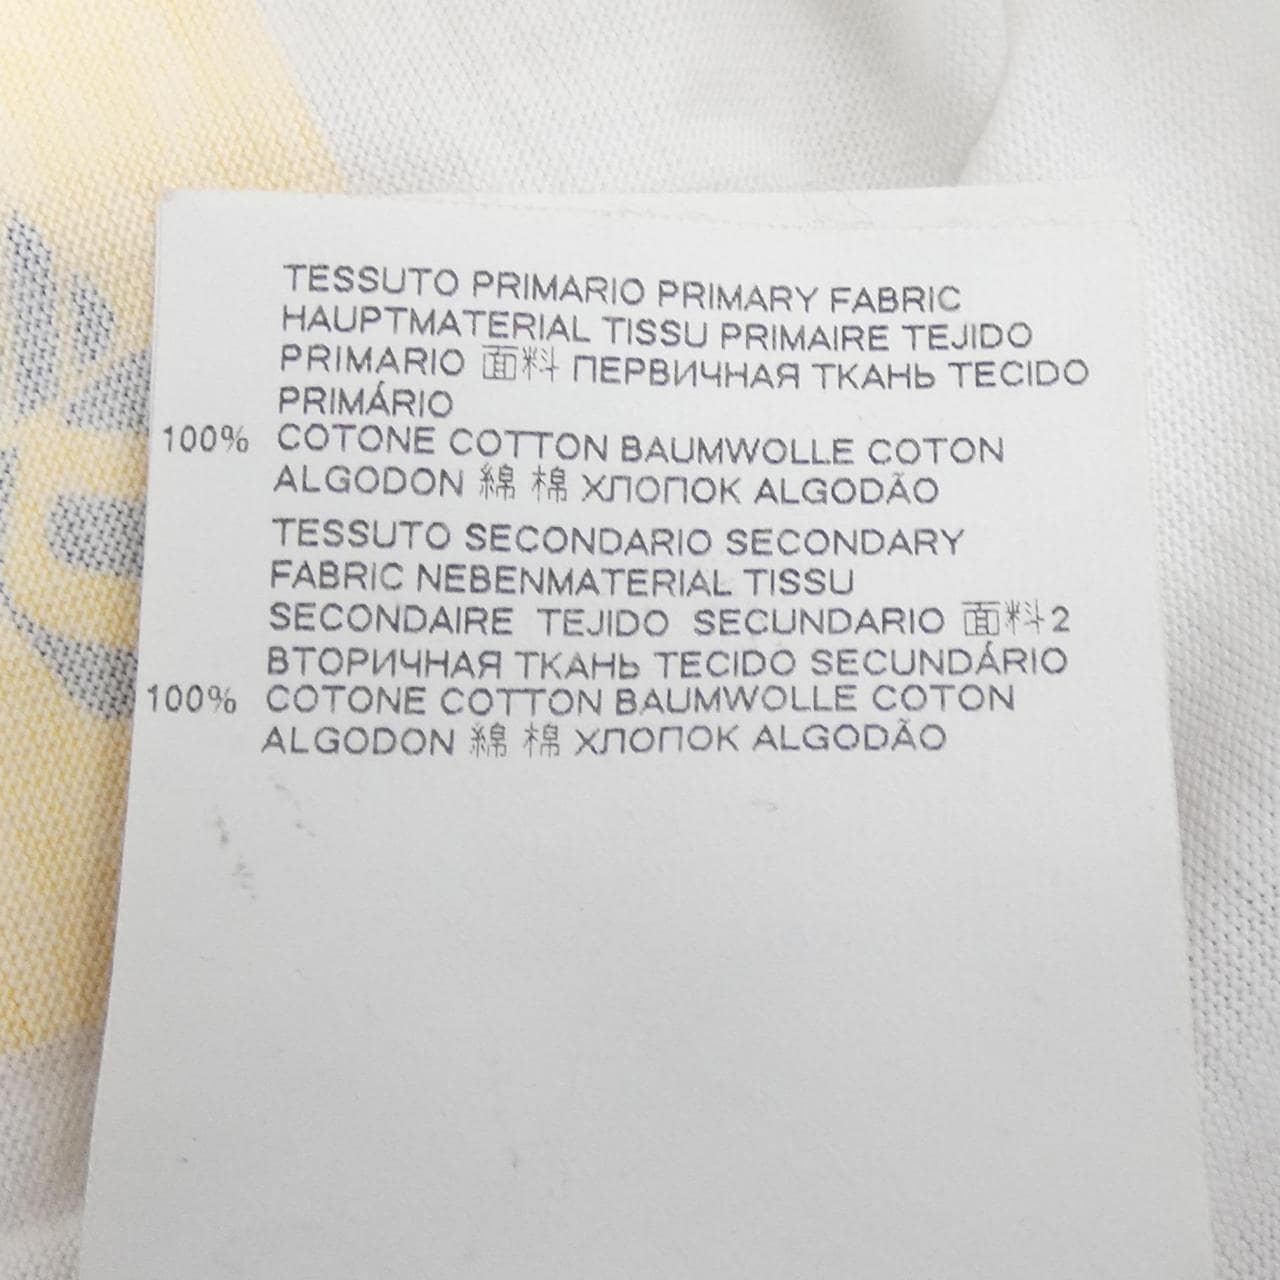 TESSUTO PRIMARIO PRIMARY FABRIC
HAUPTMATERIAL TISSU PRIMAIRE TEJIDO
PRIMARIO 面料 ПЕРВИЧНАЯ ТКАНЬ TECIDO
PRIMÁRIO
100% COTONE COTTON BAUMWOLLE COTON
ALGODON 綿 棉 ХЛОПОК ALGODÃO
TESSUTO SECONDARIO SECONDARY
FABRIC NEBENMATERIAL TISSU
SECONDAIRE TEJIDO SECUNDARIO 面料2
ВТОРИЧНАЯ ТКАНЬ TECIDO SECUNDÁRIO
100% COTONE COTTON BAUMWOLLE COTON
ALGODON 綿 棉 ХЛОПОК ALGODÃO